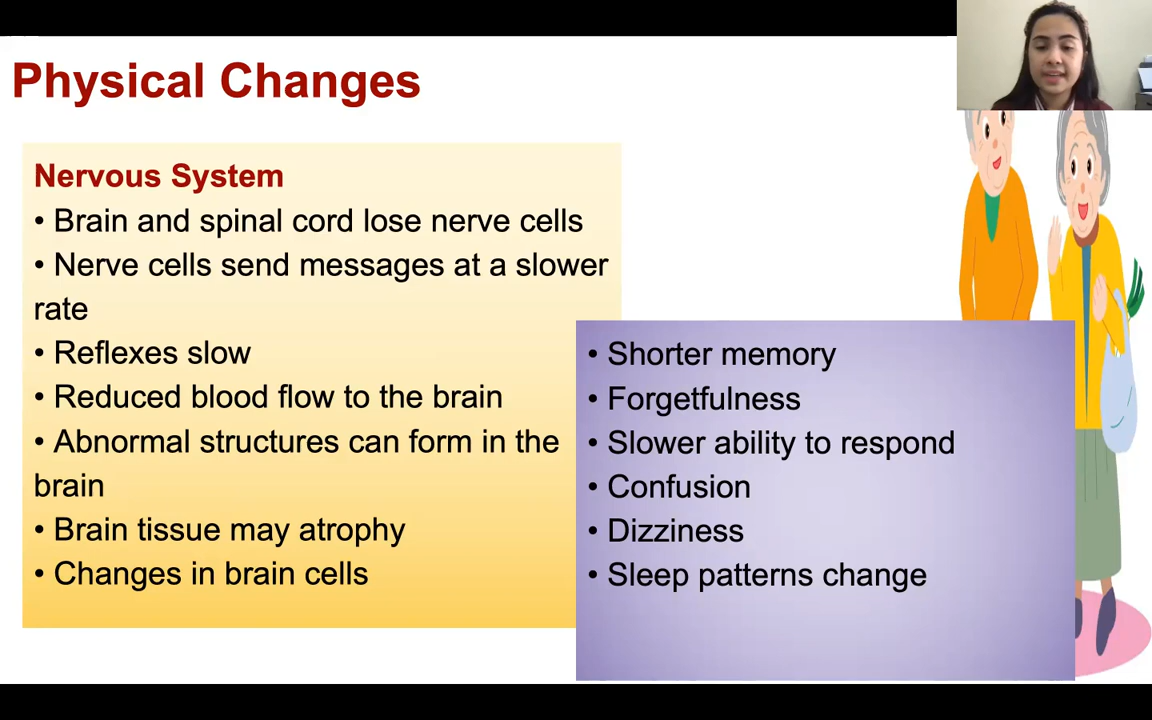 Physical Changes
Nervous System
• Brain and spinal cord lose nerve cells
• Nerve cells send messages at a slower
rate
• Reflexes slow
• Reduced blood flow to the brain
• Abnormal structures can form in the
brain
• Brain tissue may atrophy
• Changes in brain cells
• Shorter memory
• Forgetfulness
• Slower ability to respond
• Confusion
• Dizziness
• Sleep patterns change